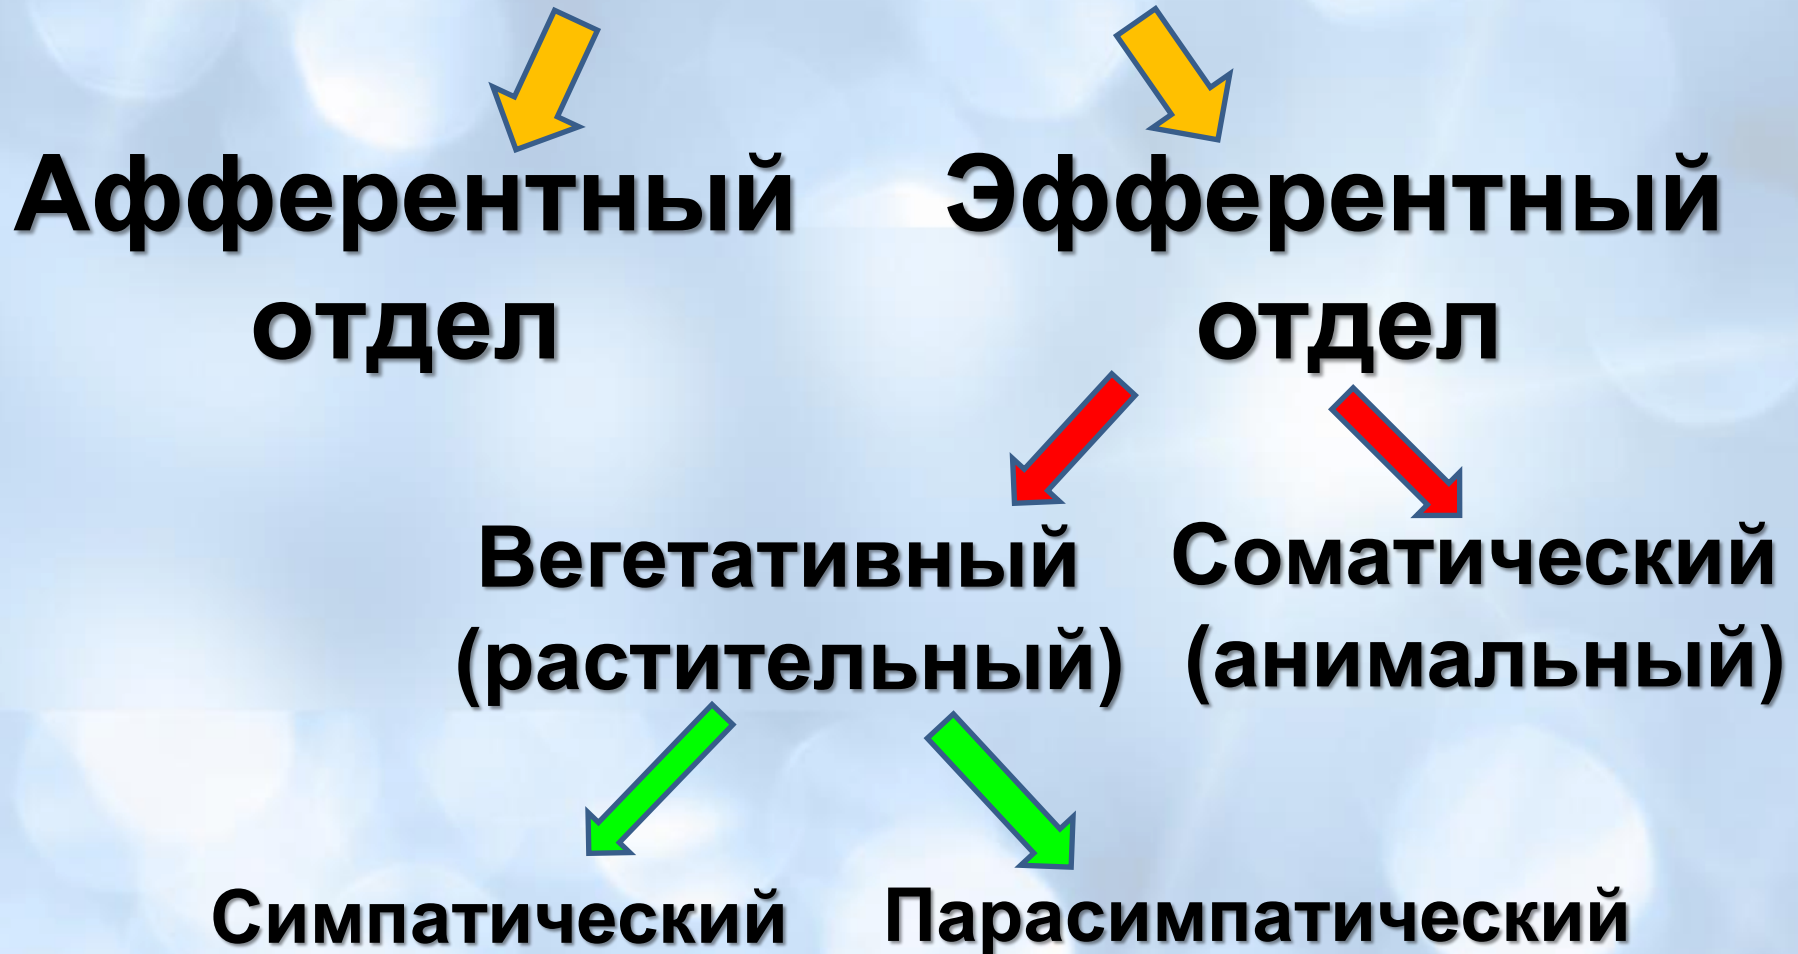 Афферентный
отдел
Эфферентный
отдел
Вегетативный
(растительный)
Соматический
(анимальный)
Симпатический
Парасимпатический